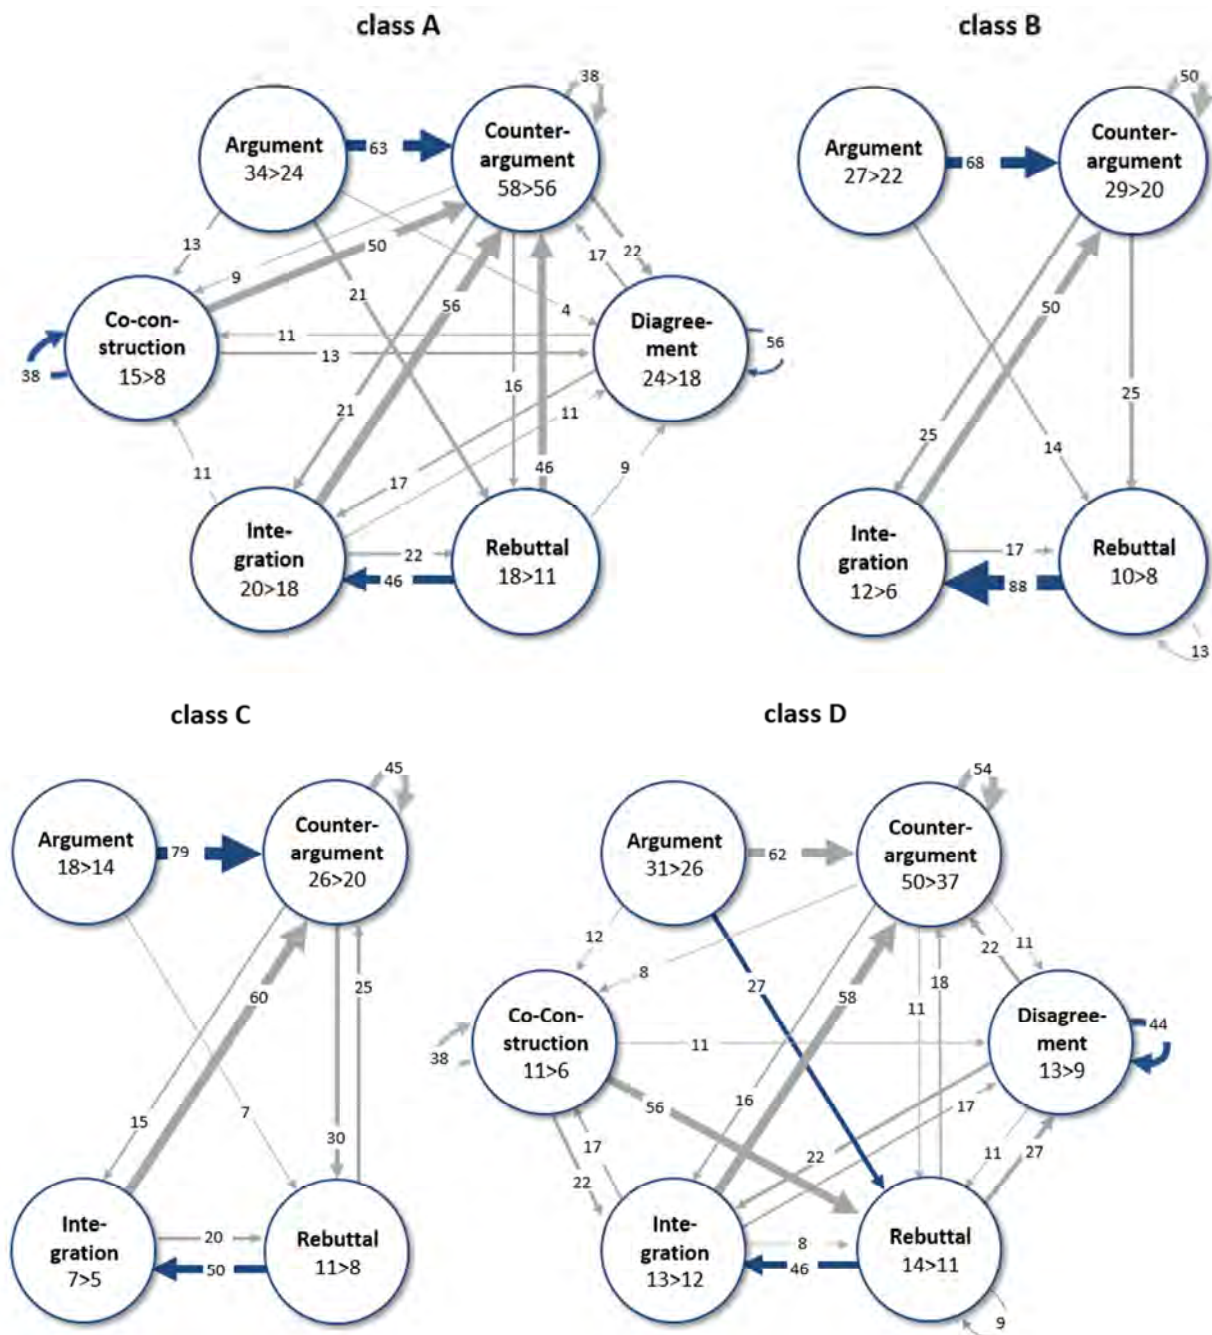 class A
class B
Argument
34>24
63
Counter-
argument
58>56
38
13
9
50
21
4
17
22
Co-con-
struction
15>8
38
11
13
56
16
Diagree-
ment
24>18
56
21
11
17
46
9
11
Inte-
gration
20>18
22
46
Rebuttal
18>11
Argument
27>22
68
Counter-
argument
29>20
50
50
25
25
14
Inte-
gration
12>6
17
88
Rebuttal
10>8
13
class C
class D
Argument
18>14
79
Counter-
argument
26>20
45
60
25
15
7
30
Inte-
gration
7>5
20
50
Rebuttal
11>8
Argument
31>26
62
Counter-
argument
50>37
54
12
8
27
58
11
18
22
11
Co-Con-
struction
11>6
38
11
Disagree-
ment
13>9
44
56
16
17
22
22
17
11
27
Inte-
gration
13>12
8
46
Rebuttal
14>11
9